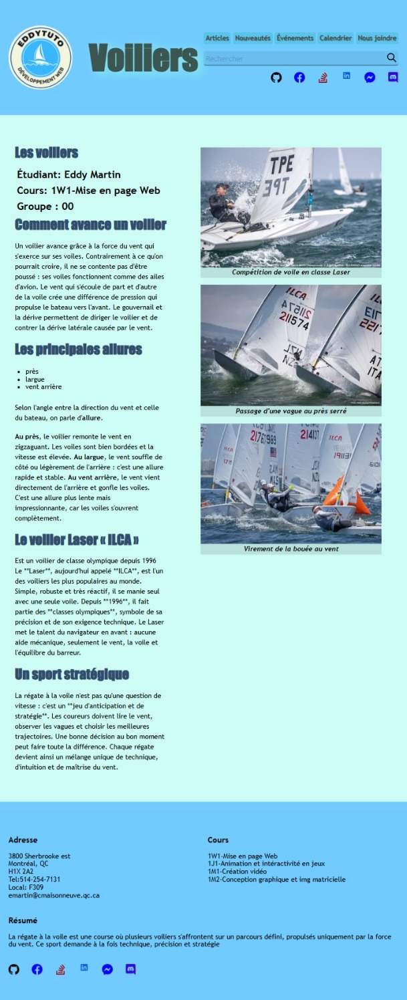 EDDYTUTO
DÉVELOPPEMENT WEB
Voiliers
Articles Nouveautés Événements Calendrier Nous joindre
Rechercher
Les voiliers
Étudiant: Eddy Martin
Cours: 1W1-Mise en page Web
Groupe : 00
Comment avance un voilier
Un voilier avance grâce à la force du vent qui
s'exerce sur ses voiles. Contrairement à ce qu'on
pourrait croire, il ne se contente pas d'être
poussé : ses voiles fonctionnent comme des ailes
d'avion. Le vent qui s'écoule de part et d'autre
de la voile crée une différence de pression qui
propulse le bateau vers l'avant. Le gouvernail et
la dérive permettent de diriger le voilier et de
contrer la dérive latérale causée par le vent.
Les principales allures
près
largue
vent arrière
Selon l'angle entre la direction du vent et celle
du bateau, on parle d'allure.
Au près, le voilier remonte le vent en
zigzaguant. Les voiles sont bien bordées et la
vitesse est élevée. Au largue, le vent souffle de
côté ou légèrement de l'arrière : c'est une allure
rapide et stable. Au vent arrière, le vent vient
directement de l'arrière et gonfle les voiles.
C'est une allure plus lente mais
impressionnante, car les voiles s'ouvrent
complètement.
Le voilier Laser « ILCA »
Est un voilier de classe olympique depuis 1996
Le **Laser**, aujourd'hui appelé **ILCA**, est l'un
des voiliers les plus populaires au monde.
Simple, robuste et très réactif, il se manie seul
avec une seule voile. Depuis **1996**, il fait
partie des **classes olympiques**, symbole de sa
précision et de son exigence technique. Le Laser
met le talent du navigateur en avant : aucune
aide mécanique, seulement le vent, la voile et
l'équilibre du barreur.
Un sport stratégique
La régate à la voile n'est pas qu'une question de
vitesse : c'est un **jeu d'anticipation et de
stratégie**. Les coureurs doivent lire le vent,
observer les vagues et choisir les meilleures
trajectoires. Une bonne décision au bon moment
peut faire toute la différence. Chaque régate
devient ainsi un mélange unique de technique,
d'intuition et de maîtrise du vent.
TPE
TPE
Compétition de voile en classe Laser
ILCA
211574
211574
NZL
ILCA
ITA
Passage d'une vague au près serré
214137
ILCA
Virement de la bouée au vent
Adresse
3800 Sherbrooke est
Montréal, QC
H1X 2A2
Tel:514-254-7131
Local: F309
emartin@cmaisonneuve.qc.ca
Cours
1W1-Mise en page Web
1J1-Animation et intéractivité en jeux
1M1-Création vidéo
1M2-Conception graphique et img matricielle
Résumé
La régate à la voile est une course où plusieurs voiliers s'affrontent sur un parcours défini, propulsés uniquement par la force
du vent. Ce sport demande à la fois technique, précision et stratégie